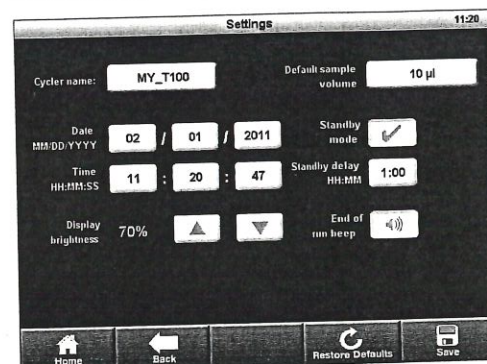 Settings 11:20
Cycler name: MY_T100
Default sample volume 10 µl
Date MM/DD/YYYY 02 / 01 / 2011
Standby mode
Time HH:MM:SS 11 : 20 : 47
Standby delay HH:MM 1:00
Display brightness 70%
End of run beep
Home Back Restore Defaults Save